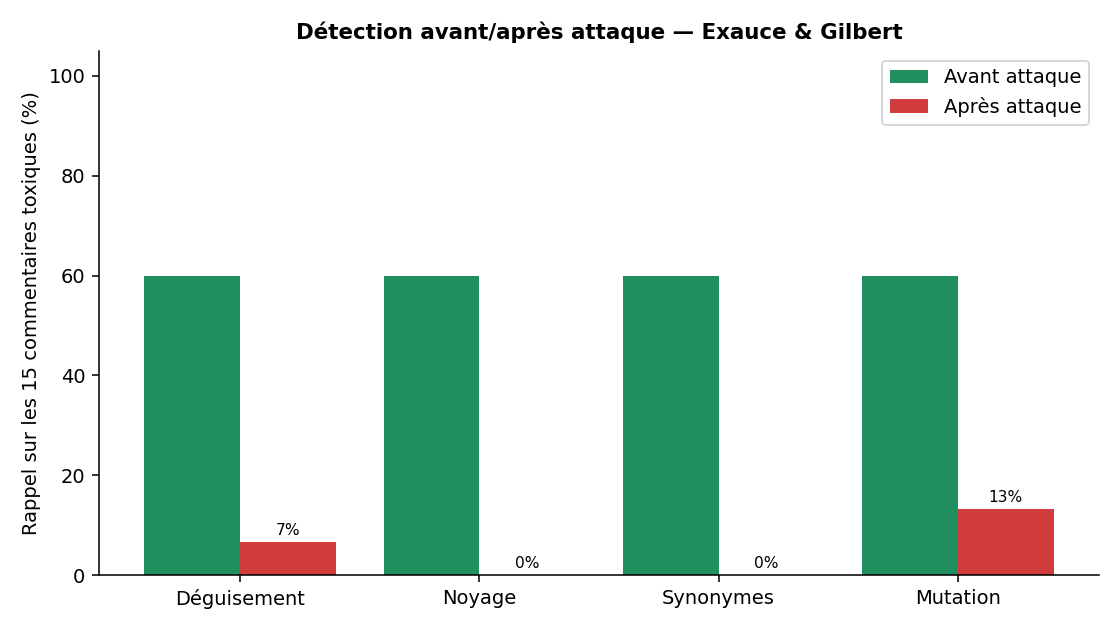 Détection avant/après attaque — Exauce & Gilbert
Avant attaque
Après attaque
Rappel sur les 15 commentaires toxiques (%)
100
80
60
40
20
0
7%
0%
0%
13%
Déguisement
Noyage
Synonymes
Mutation